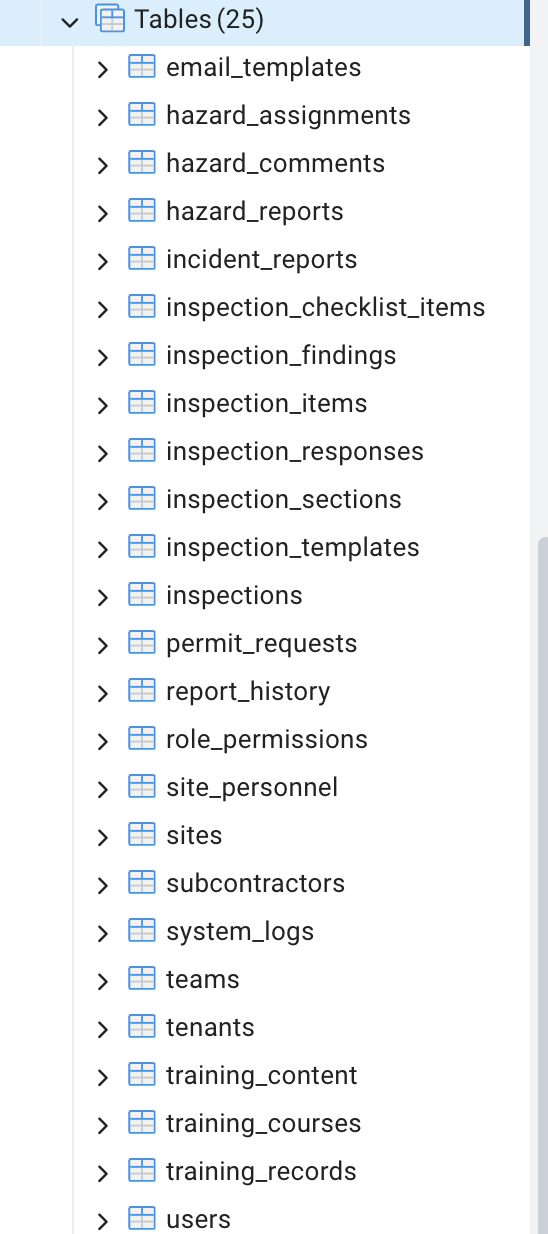 Tables (25)
email_templates
hazard_assignments
hazard_comments
hazard_reports
incident_reports
inspection_checklist_items
inspection_findings
inspection_items
inspection_responses
inspection_sections
inspection_templates
inspections
permit_requests
report_history
role_permissions
site_personnel
sites
subcontractors
system_logs
teams
tenants
training_content
training_courses
training_records
users